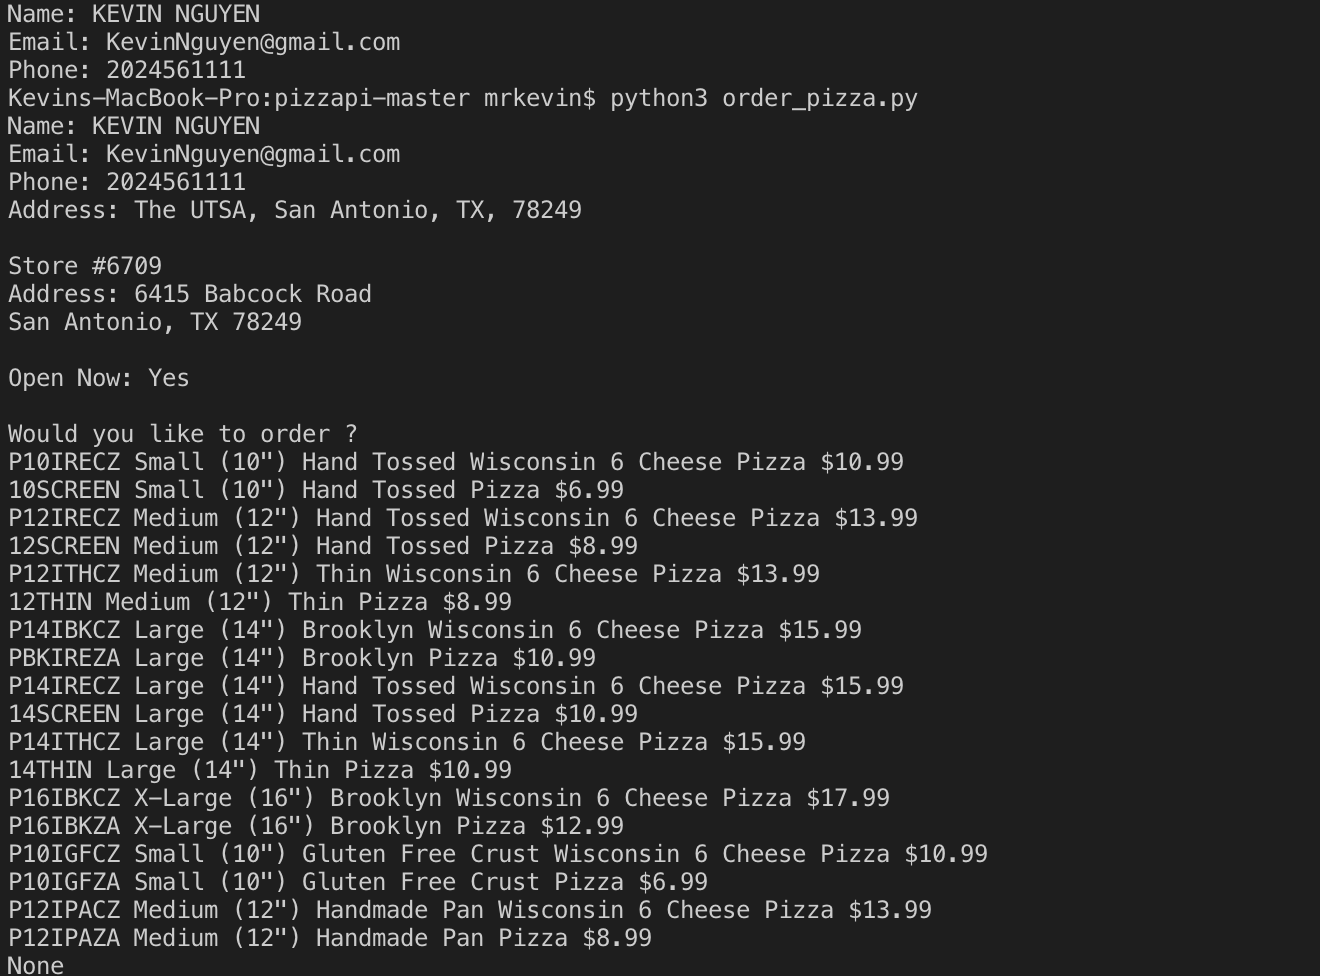 Name: KEVIN NGUYEN
Email: KevinNguyen@gmail.com
Phone: 2024561111
Kevins-MacBook-Pro:pizzapi-master mrkevin$ python3 order_pizza.py
Name: KEVIN NGUYEN
Email: KevinNguyen@gmail.com
Phone: 2024561111
Address: The UTSA, San Antonio, TX, 78249
Store #6709
Address: 6415 Babcock Road
San Antonio, TX 78249
Open Now: Yes
Would you like to order ?
P10IRECZ Small (10") Hand Tossed Wisconsin 6 Cheese Pizza $10.99
10SCREEN Small (10") Hand Tossed Pizza $6.99
P12IRECZ Medium (12") Hand Tossed Wisconsin 6 Cheese Pizza $13.99
12SCREEN Medium (12") Hand Tossed Pizza $8.99
P12ITHCZ Medium (12") Thin Wisconsin 6 Cheese Pizza $13.99
12THIN Medium (12") Thin Pizza $8.99
P14IBKCZ Large (14") Brooklyn Wisconsin 6 Cheese Pizza $15.99
PBKIREZA Large (14") Brooklyn Pizza $10.99
P14IRECZ Large (14") Hand Tossed Wisconsin 6 Cheese Pizza $15.99
14SCREEN Large (14") Hand Tossed Pizza $10.99
P14ITHCZ Large (14") Thin Wisconsin 6 Cheese Pizza $15.99
14THIN Large (14") Thin Pizza $10.99
P16IBKCZ X-Large (16") Brooklyn Wisconsin 6 Cheese Pizza $17.99
P16IBKZA X-Large (16") Brooklyn Pizza $12.99
P10IGFCZ Small (10") Gluten Free Crust Wisconsin 6 Cheese Pizza $10.99
P10IGFZA Small (10") Gluten Free Crust Pizza $6.99
P12IPACZ Medium (12") Handmade Pan Wisconsin 6 Cheese Pizza $13.99
P12IPAZA Medium (12") Handmade Pan Pizza $8.99
None